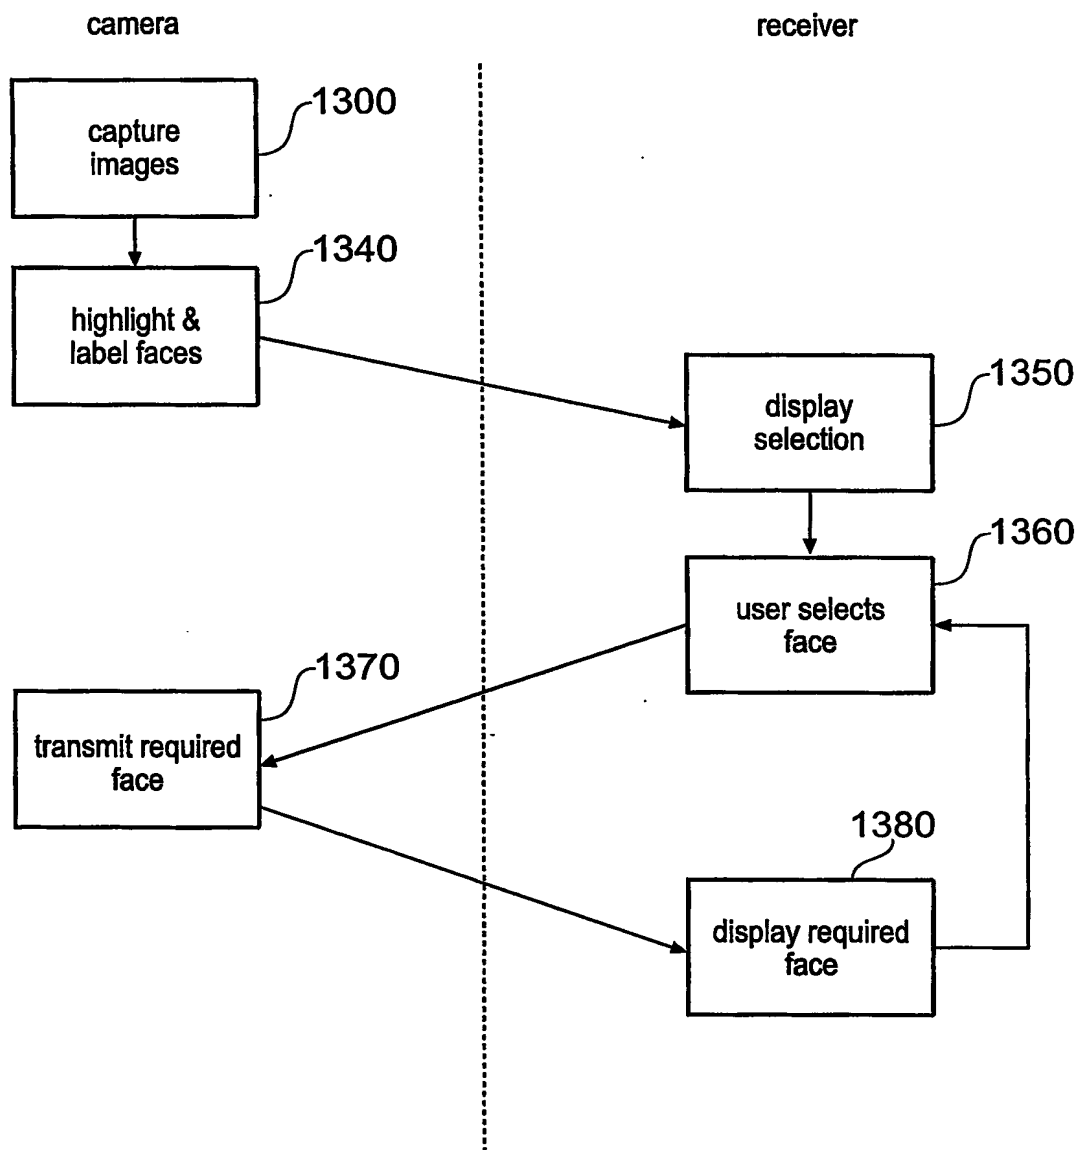 camera
receiver
1300
capture
images
1340
highlight &
label faces
1350
display
selection
1360
user selects
face
1370
transmit required
face
1380
display required
face